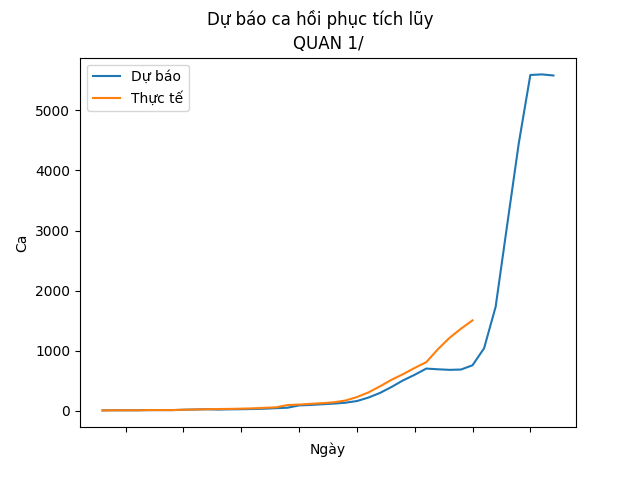 Dự báo ca hồi phục tích lũy
QUAN 1/
Dự báo
Thực tế
5000
4000
3000
2000
1000
0
Ca
Ngày